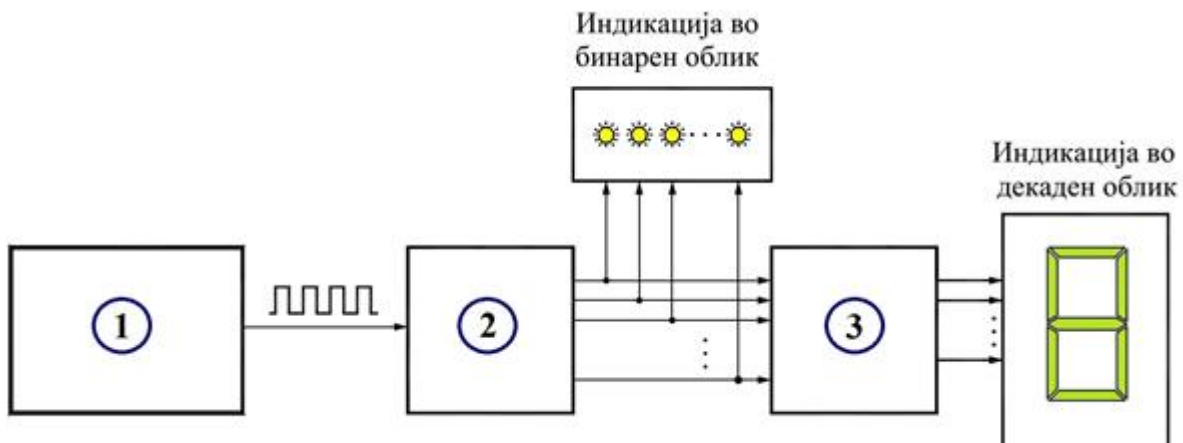 Индикација во
бинарен облик
Индикација во
декаден облик
1
2
3